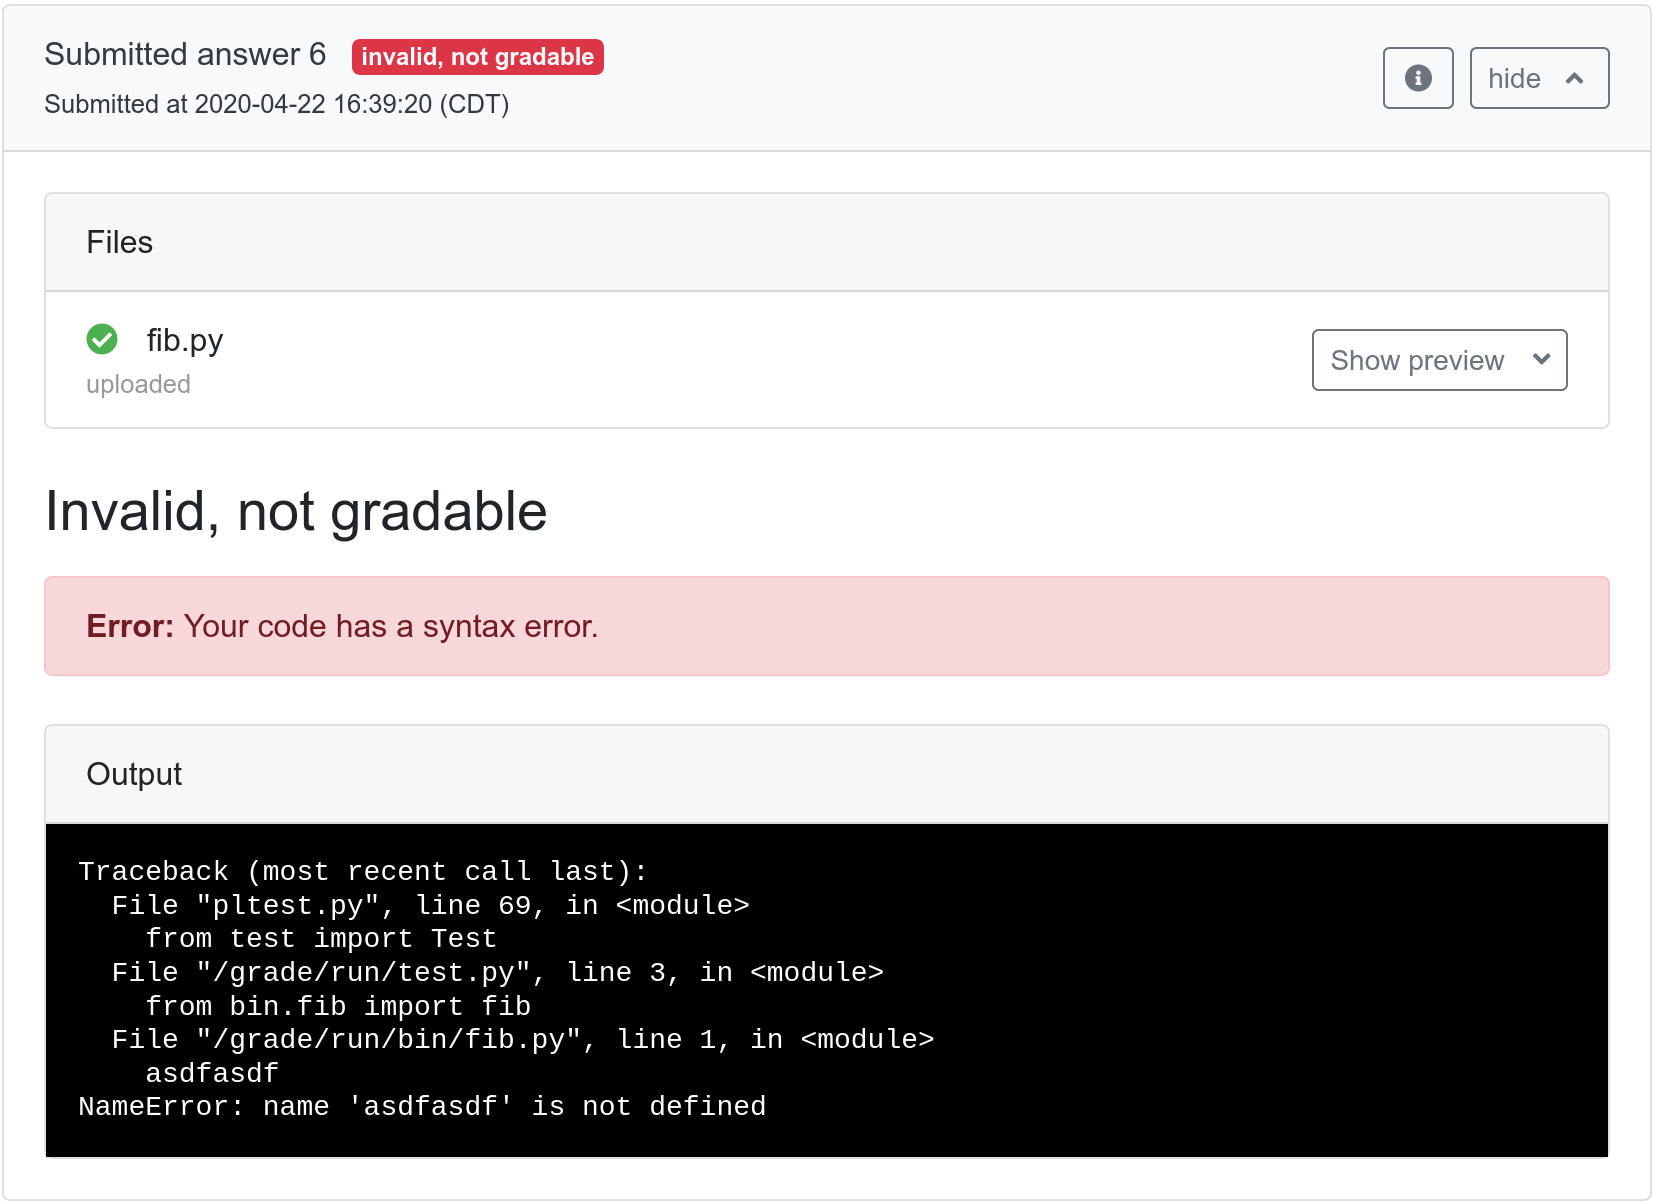 Submitted answer 6 invalid, not gradable
Submitted at 2020-04-22 16:39:20 (CDT)
hide
Files
fib.py
uploaded
Show preview
Invalid, not gradable
Error: Your code has a syntax error.
Output
Traceback (most recent call last):
  File "pltest.py", line 69, in <module>
    from test import Test
  File "/grade/run/test.py", line 3, in <module>
    from bin.fib import fib
  File "/grade/run/bin/fib.py", line 1, in <module>
    asdfasdf
NameError: name 'asdfasdf' is not defined